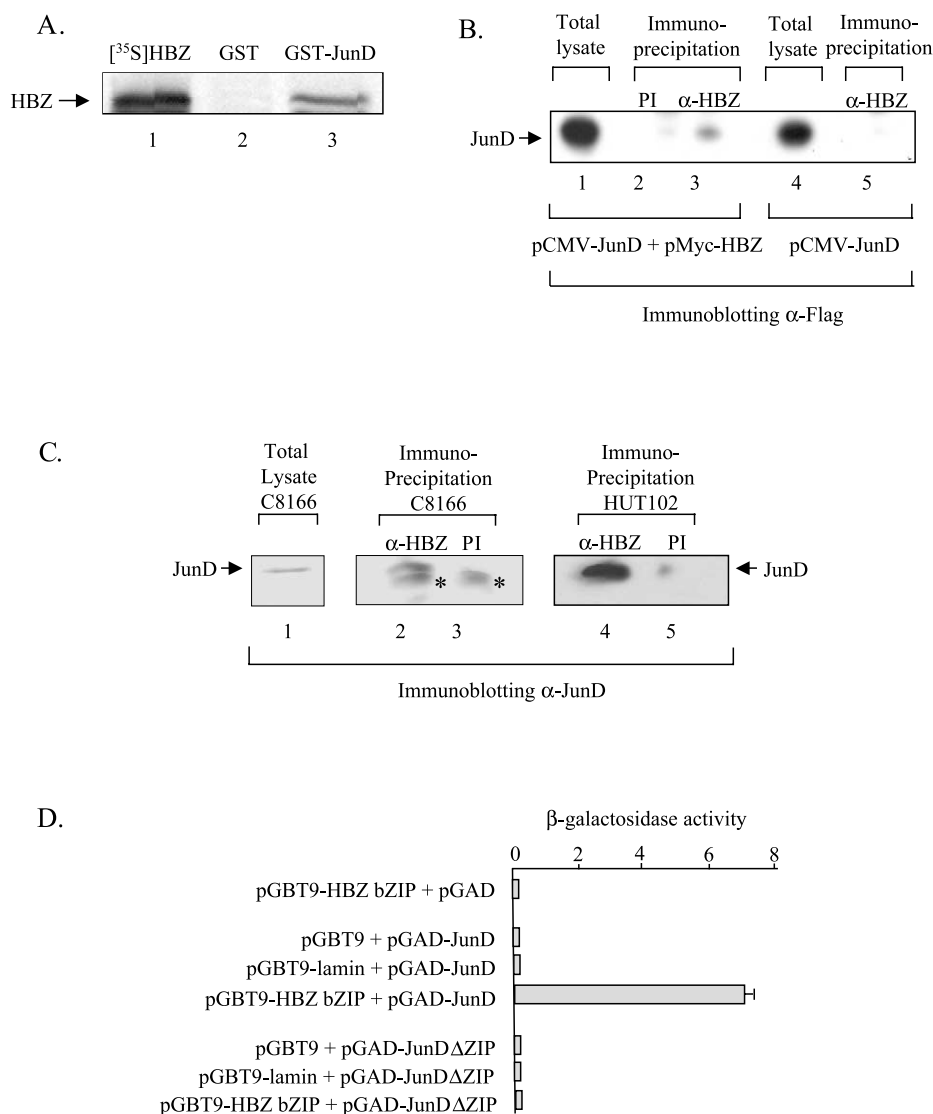 A.
[³⁵S]HBZ GST GST-JunD
HBZ
1 2 3
B.
Total lysate
Immuno-precipitation
Total lysate
Immuno-precipitation
PI α-HBZ α-HBZ
JunD
1 2 3 4 5
pCMV-JunD + pMyc-HBZ pCMV-JunD
Immunoblotting α-Flag
C.
Total Lysate C8166
Immuno-Precipitation C8166
Immuno-Precipitation HUT102
α-HBZ PI α-HBZ PI
JunD * * JunD
1 2 3 4 5
Immunoblotting α-JunD
D.
β-galactosidase activity
0 2 4 6 8
pGBT9-HBZ bZIP + pGAD
pGBT9 + pGAD-JunD
pGBT9-lamin + pGAD-JunD
pGBT9-HBZ bZIP + pGAD-JunD
pGBT9 + pGAD-JunDΔZIP
pGBT9-lamin + pGAD-JunDΔZIP
pGBT9-HBZ bZIP + pGAD-JunDΔZIP